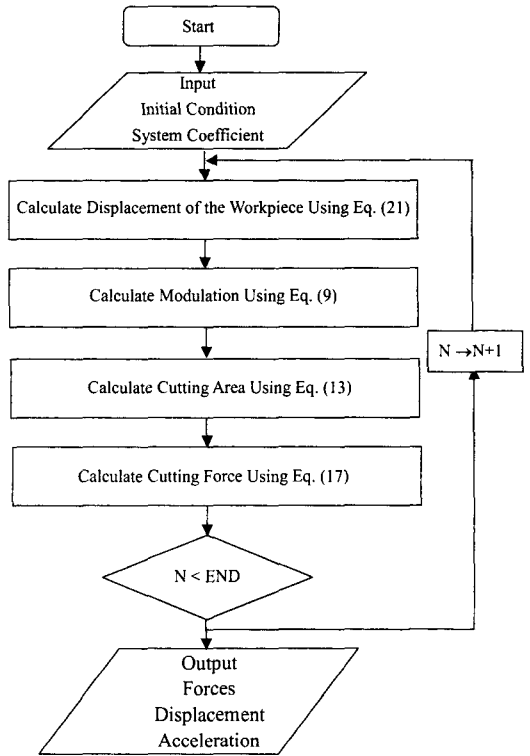 Start
Input
Initial Condition
System Coefficient
Calculate Displacement of the Workpiece Using Eq. (21)
Calculate Modulation Using Eq. (9)
N →N+1
Calculate Cutting Area Using Eq. (13)
Calculate Cutting Force Using Eq. (17)
N < END
Output
Forces
Displacement
Acceleration